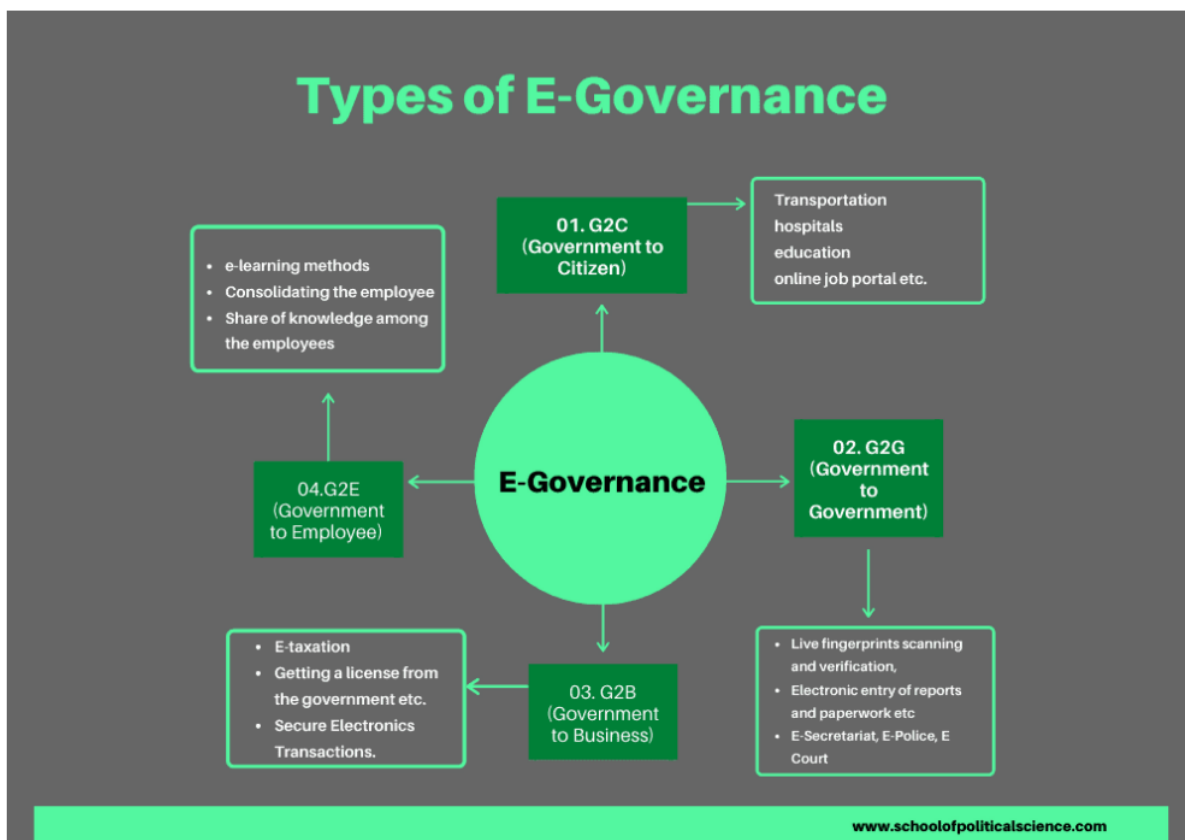 Types of E-Governance
01. G2C
(Government to
Citizen)
Transportation
hospitals
education
online job portal etc.
• e-learning methods
• Consolidating the employee
• Share of knowledge among
the employees
E-Governance
02. G2G
(Government
to
Government)
04.G2E
(Government
to Employee)
• E-taxation
• Getting a license from
the government etc.
• Secure Electronics
Transactions.
03. G2B
(Government
to Business)
• Live fingerprints scanning
and verification,
• Electronic entry of reports
and paperwork etc
• E-Secretariat, E-Police, E
Court
www.schoolofpoliticalscience.com